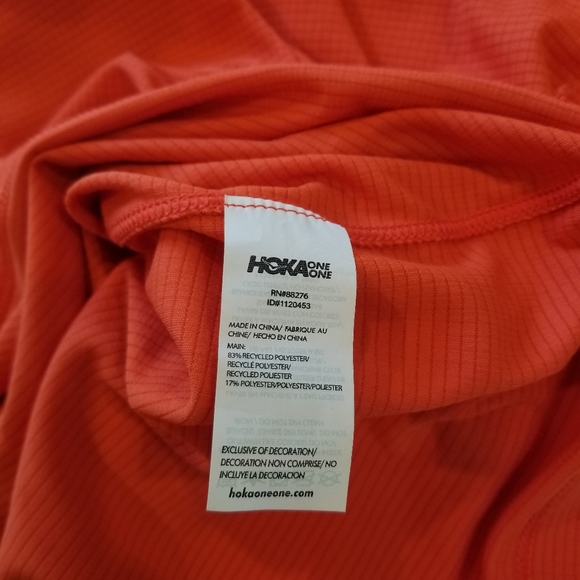 HOKA ONE ONE
RN#88276
ID#1120453
MADE IN CHINA/ FABRIQUE AU
CHINE/ HECHO EN CHINA
MAIN:
83% RECYCLED POLYESTER/
RECYCLÉ POLYESTER/
RECICLADO POLIESTER
17% POLYESTER/POLYESTER/POLIESTER
EXCLUSIVE OF DECORATION/
DECORATION NON COMPRISE/ NO
INCLUYE LA DECORACION
hokaoneone.com